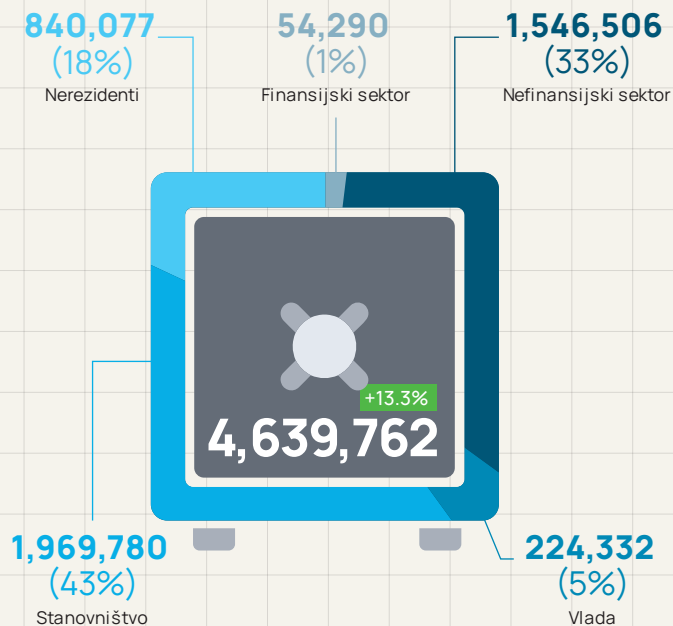 840,077
(18%)
Nerezidenti
54,290
(1%)
Finansijski sektor
1,546,506
(33%)
Nefinansijski sektor
+13.3%
4,639,762
1,969,780
(43%)
Stanovništvo
224,332
(5%)
Vlada